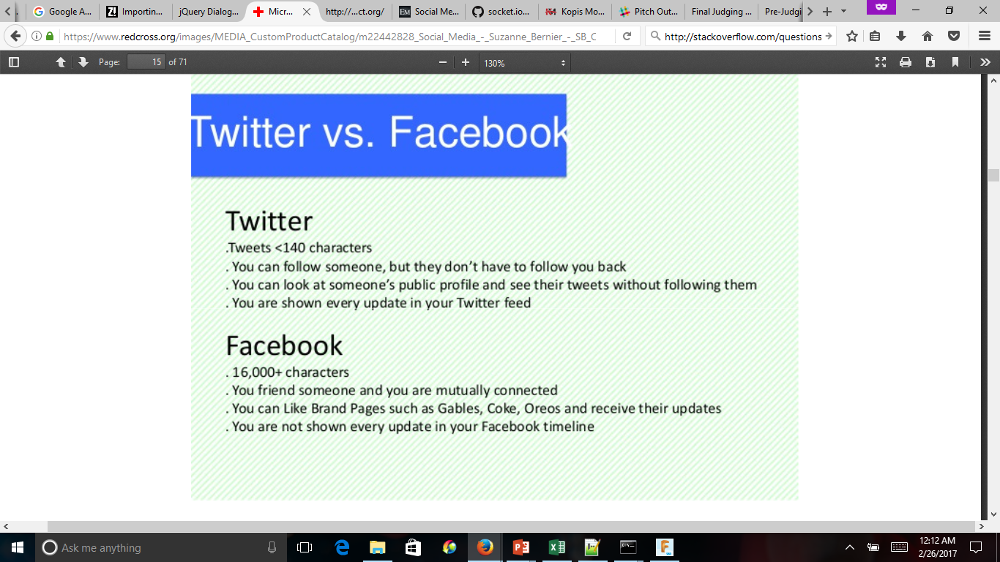 Google A...
Importin...
jQuery Dialog...
Micr...
http://...ct.org/
EM
Social Me...
socket.io...
Kopis Mo...
Pitch Out...
Final Judging ...
Pre-Judgi
https://www.redcross.org/images/MEDIA_CustomProductCatalog/m22442828_Social_Media_-_Suzanne_Bernier_-_SB_C
http://stackoverflow.com/questions
Page: 15 of 71
130%
Twitter vs. Facebook
Twitter
.Tweets <140 characters
. You can follow someone, but they don’t have to follow you back
. You can look at someone’s public profile and see their tweets without following them
. You are shown every update in your Twitter feed
Facebook
. 16,000+ characters
. You friend someone and you are mutually connected
. You can Like Brand Pages such as Gables, Coke, Oreos and receive their updates
. You are not shown every update in your Facebook timeline
Ask me anything
12:12 AM
2/26/2017